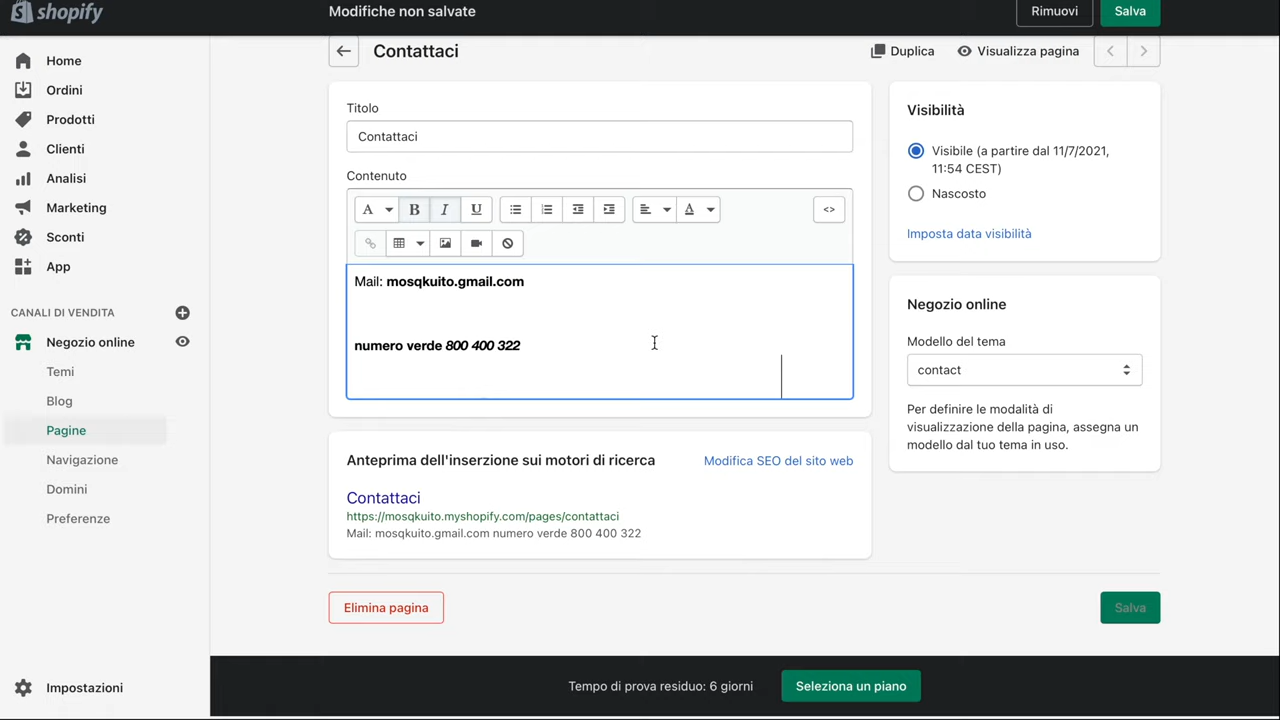 shopify
Modifiche non salvate
Rimuovi
Salva
Home
Ordini
Prodotti
Clienti
Analisi
Marketing
Sconti
App
CANALI DI VENDITA
Negozio online
Temi
Blog
Pagine
Navigazione
Domini
Preferenze
Impostazioni
Contattaci
Duplica
Visualizza pagina
Titolo
Contattaci
Contenuto
A
B
I
U
A
<>
Mail: mosqkuito.gmail.com
numero verde 800 400 322
Anteprima dell'inserzione sui motori di ricerca
Modifica SEO del sito web
Contattaci
https://mosqkuito.myshopify.com/pages/contattaci
Mail: mosqkuito.gmail.com numero verde 800 400 322
Elimina pagina
Salva
Visibilità
Visibile (a partire dal 11/7/2021,
11:54 CEST)
Nascosto
Imposta data visibilità
Negozio online
Modello del tema
contact
Per definire le modalità di
visualizzazione della pagina, assegna un
modello dal tuo tema in uso.
Tempo di prova residuo: 6 giorni
Seleziona un piano